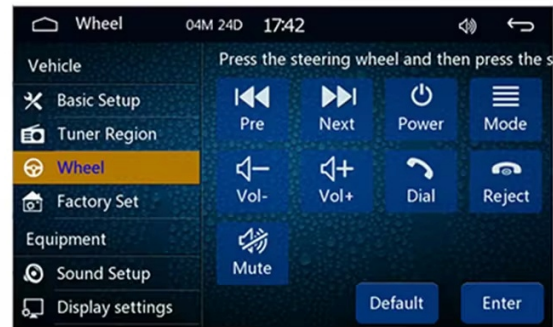 Wheel 04M 24D 17:42
Vehicle
Basic Setup
Tuner Region
Wheel
Factory Set
Equipment
Sound Setup
Display settings
Press the steering wheel and then press the s
Pre Next Power Mode
Vol- Vol+ Dial Reject
Mute
Default Enter